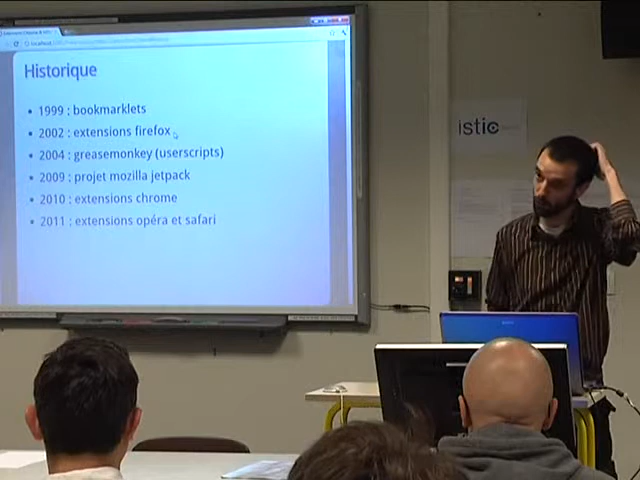 Historique
• 1999 : bookmarklets
• 2002 : extensions firefox
• 2004 : greasemonkey (userscripts)
• 2009 : projet mozilla jetpack
• 2010 : extensions chrome
• 2011 : extensions opéra et safari
istic